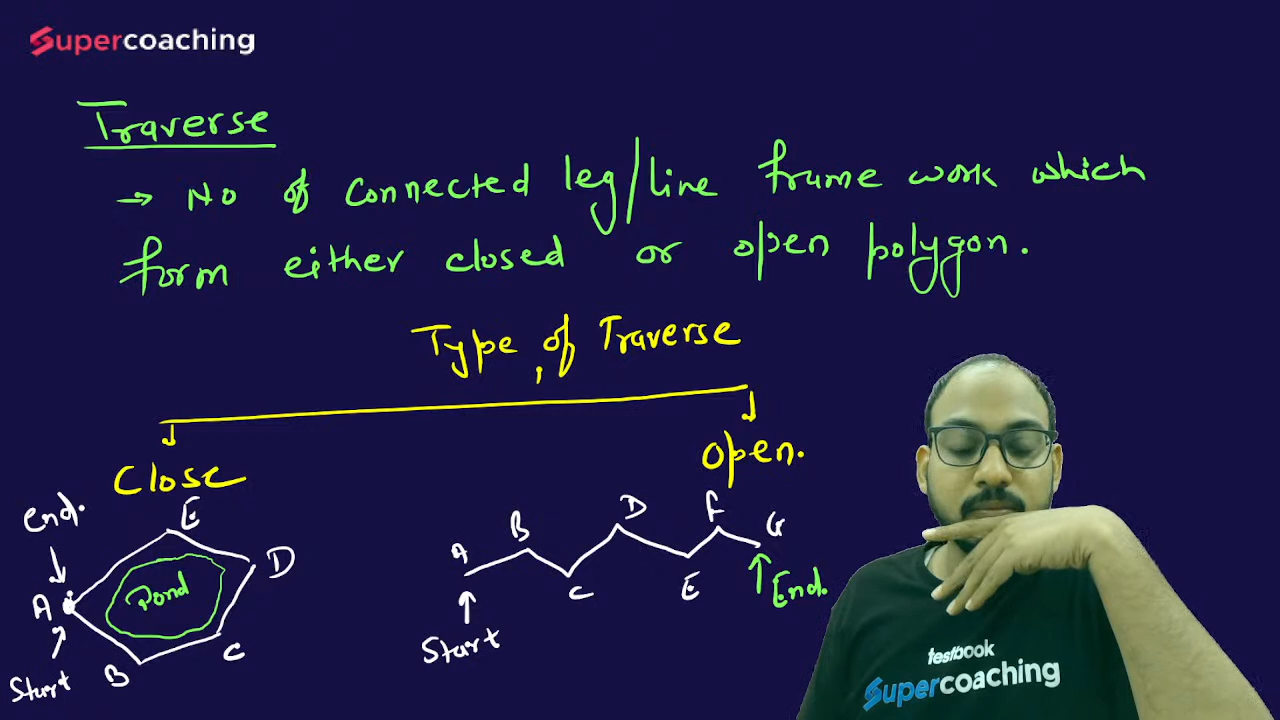 Supercoaching
Traverse
→ No of connected leg/line frame work which
form either closed or open polygon.
Type of Traverse
Close
Open.
End.
E
D
A
Pond
Start
B
C
A
B
C
D
E
F
G
Start
End.
testbook
Supercoaching